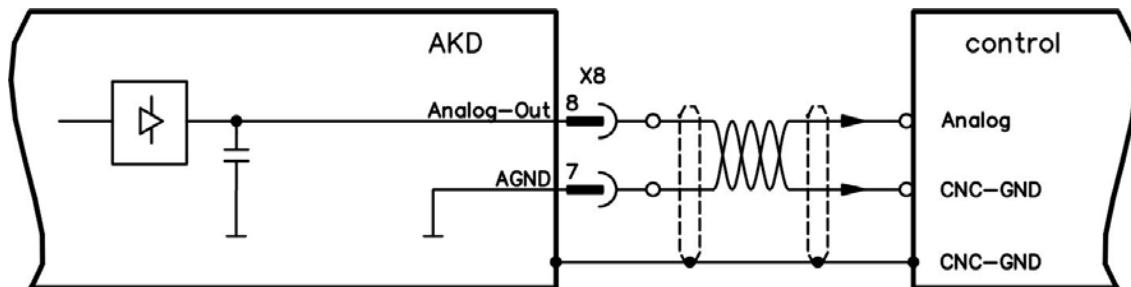 AKD
control
X8
Analog-Out 8
Analog
AGND 7
CNC-GND
CNC-GND